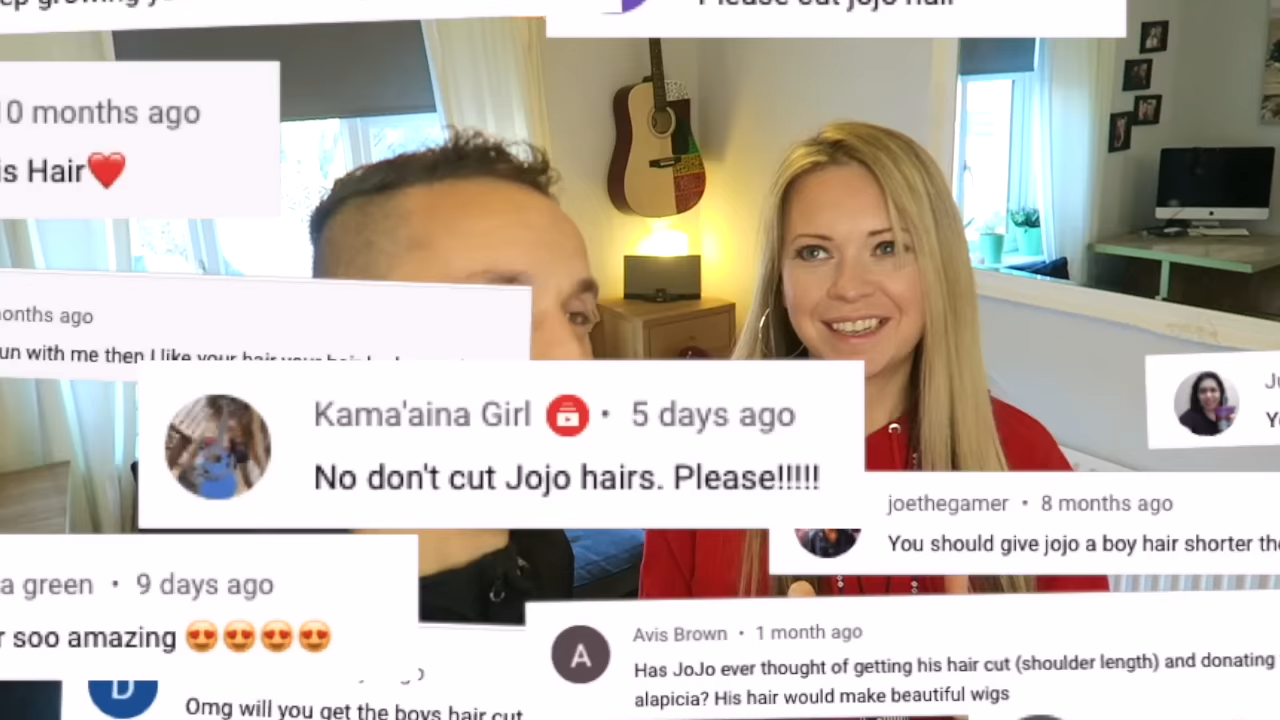 Please cut jojo hair
10 months ago
is Hair❤️
months ago
un with me then I like your hair your hair
Kama'aina Girl • 5 days ago
No don't cut Jojo hairs. Please!!!!!
joethegamer • 8 months ago
You should give jojo a boy hair shorter
a green • 9 days ago
r soo amazing 😍😍😍😍
A
Avis Brown • 1 month ago
Has JoJo ever thought of getting his hair cut (shoulder length) and donating
alapicia? His hair would make beautiful wigs
D
Omg will you get the boys hair cut